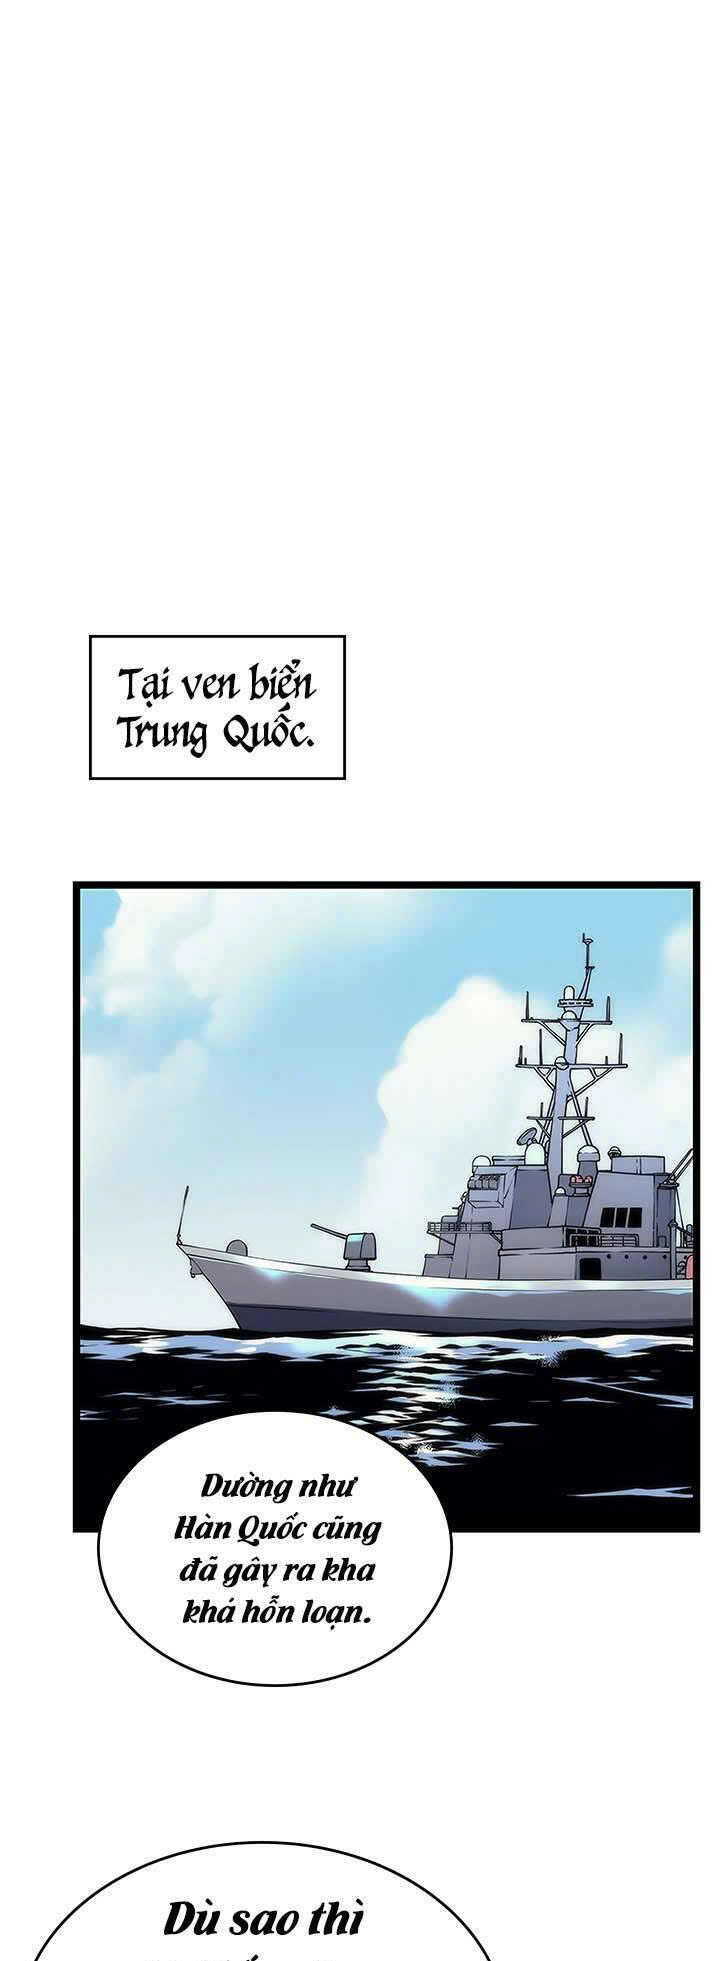 Tại ven biển
Trung Quốc.
Dường như
Hàn Quốc cũng
đã gây ra kha
khá hỗn loạn.
Dù sao thì